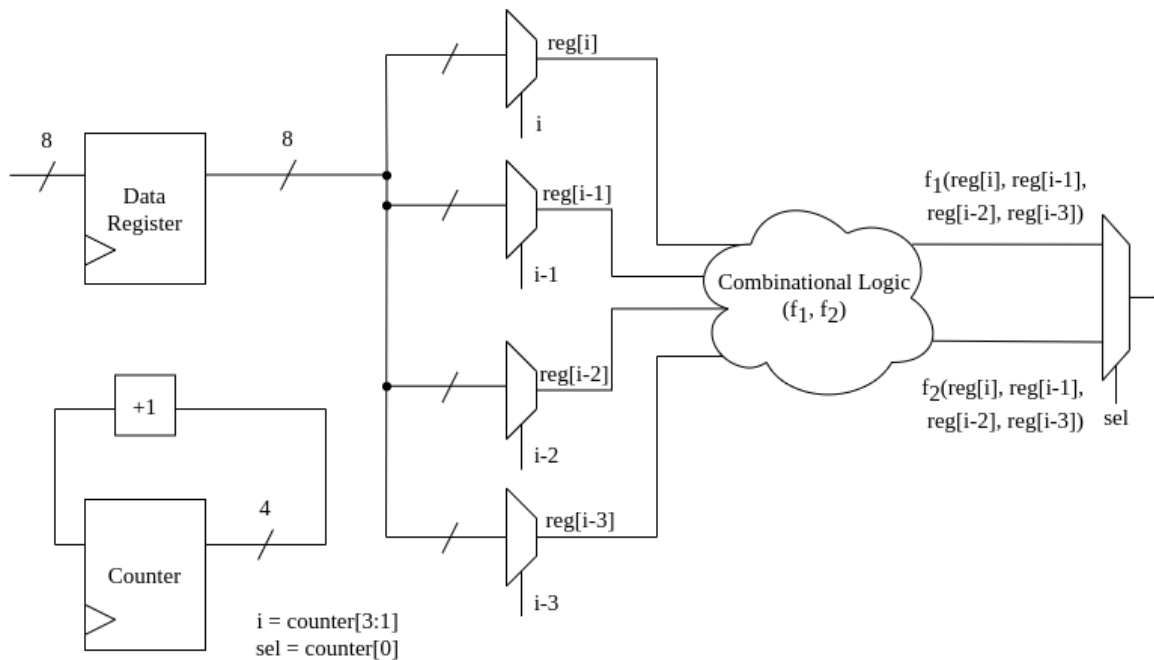 reg[i]
8
8
i
Data
Register
reg[i-1]
f1(reg[i], reg[i-1],
reg[i-2], reg[i-3])
i-1
Combinational Logic
(f1, f2)
reg[i-2]
+1
f2(reg[i], reg[i-1],
reg[i-2], reg[i-3])
sel
i-2
4
reg[i-3]
Counter
i-3
i = counter[3:1]
sel = counter[0]